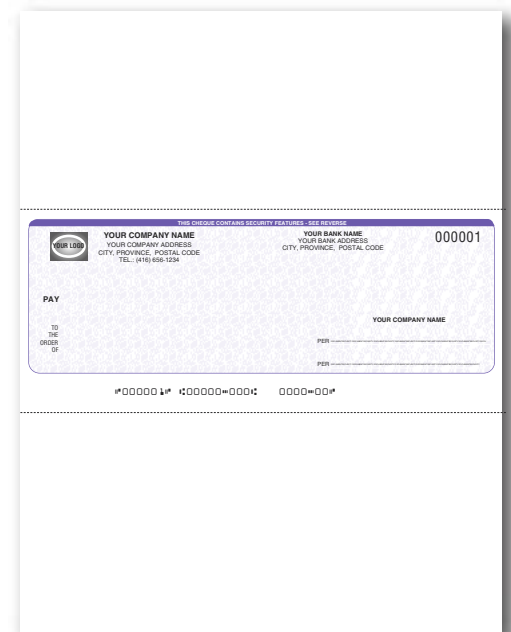 THIS CHEQUE CONTAINS SECURITY FEATURES - SEE REVERSE
YOUR LOGO
YOUR COMPANY NAME
YOUR COMPANY ADDRESS
CITY, PROVINCE, POSTAL CODE
TEL.: (416) 656-1234
YOUR BANK NAME
YOUR BANK ADDRESS
CITY, PROVINCE, POSTAL CODE
000001
PAY
TO
THE
ORDER
OF
YOUR COMPANY NAME
PER
PER
⑈000001⑈ ⑆00000⑉000⑆ 0000⑉00⑈